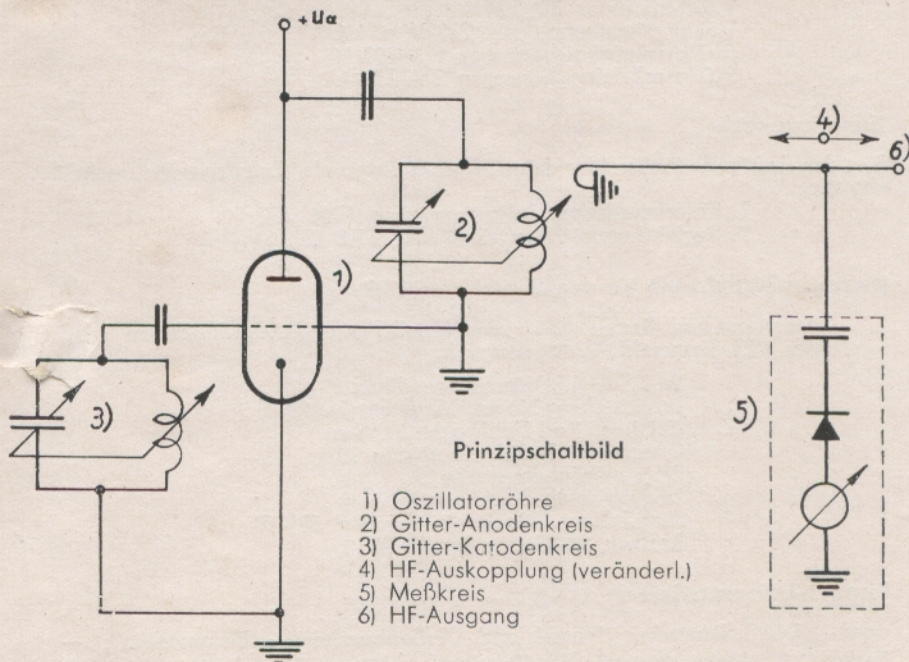 +Ua
4)
6)
2)
1)
3)
5)
Prinzipschaltbild
1) Oszillatorröhre
2) Gitter-Anodenkreis
3) Gitter-Katodenkreis
4) HF-Auskopplung (veränderl.)
5) Meßkreis
6) HF-Ausgang